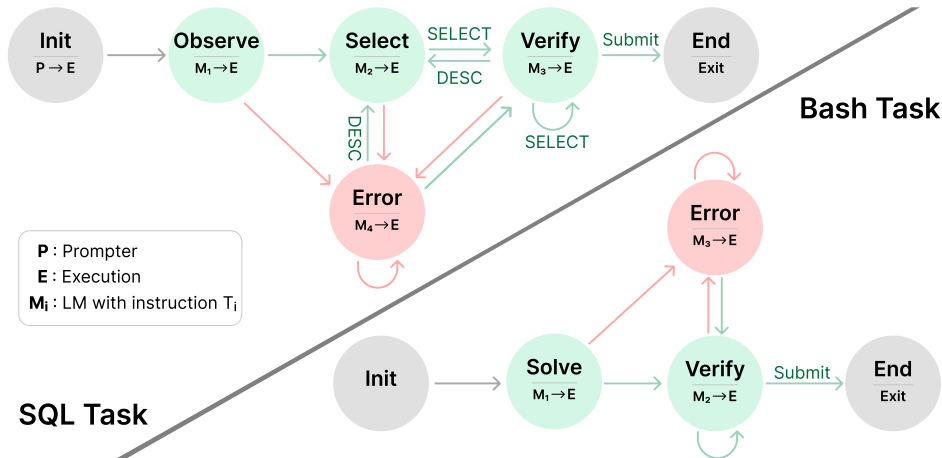 Init
P → E
Observe
M₁→E
Select
M₂→E
SELECT
DESC
Verify
M₃→E
Submit
End
Exit
SELECT
DESC
Error
M₄→E
Bash Task
P : Prompter
E : Execution
Mᵢ : LM with instruction Tᵢ
Error
M₃→E
SQL Task
Init
Solve
M₁→E
Verify
M₂→E
Submit
End
Exit